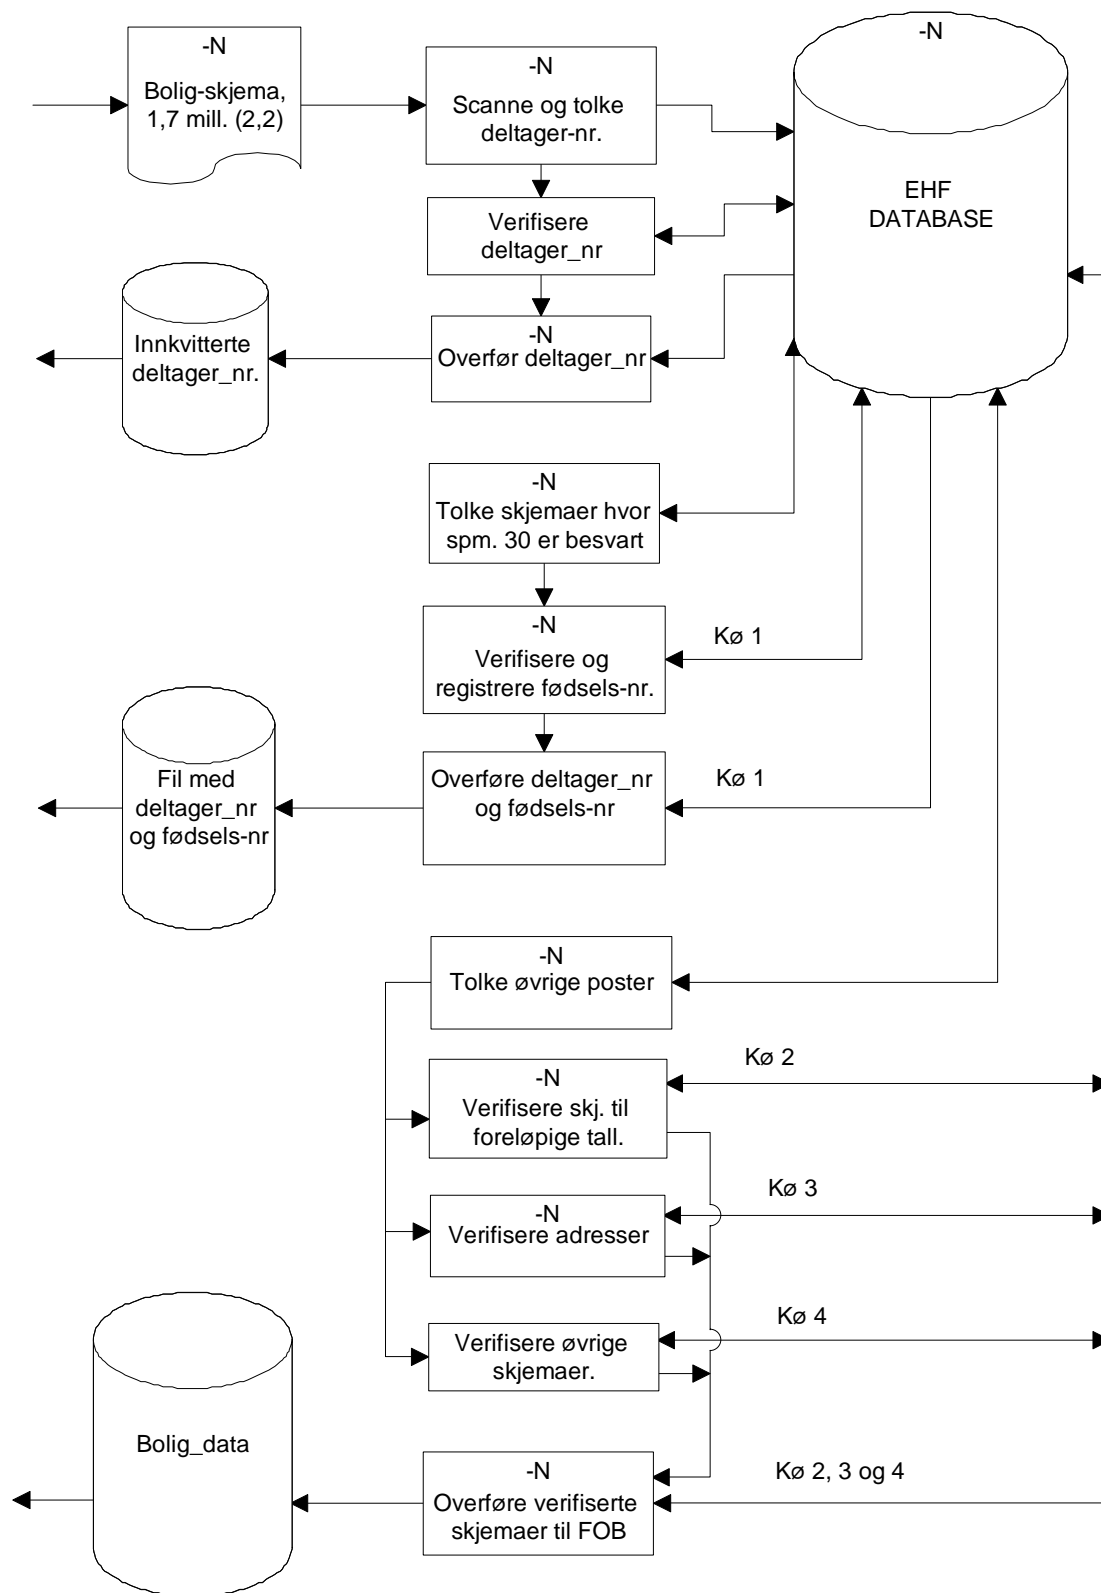 -N
Bolig-skjema,
1,7 mill. (2,2)
-N
Scanne og tolke
deltager-nr.
-N
EHF
DATABASE
Verifisere
deltager_nr
Innkvitterte
deltager_nr.
-N
Overfør deltager_nr
-N
Tolke skjemaer hvor
spm. 30 er besvart
-N
Verifisere og
registrere fødsels-nr.
Kø 1
Fil med
deltager_nr
og fødsels-nr
Overføre deltager_nr
og fødsels-nr
Kø 1
-N
Tolke øvrige poster
-N
Verifisere skj. til
foreløpige tall.
Kø 2
-N
Verifisere adresser
Kø 3
Verifisere øvrige
skjemaer.
Kø 4
Bolig_data
-N
Overføre verifiserte
skjemaer til FOB
Kø 2, 3 og 4